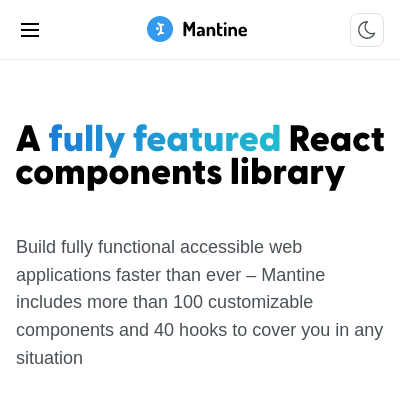 Mantine
A fully featured React
components library
Build fully functional accessible web
applications faster than ever – Mantine
includes more than 100 customizable
components and 40 hooks to cover you in any
situation